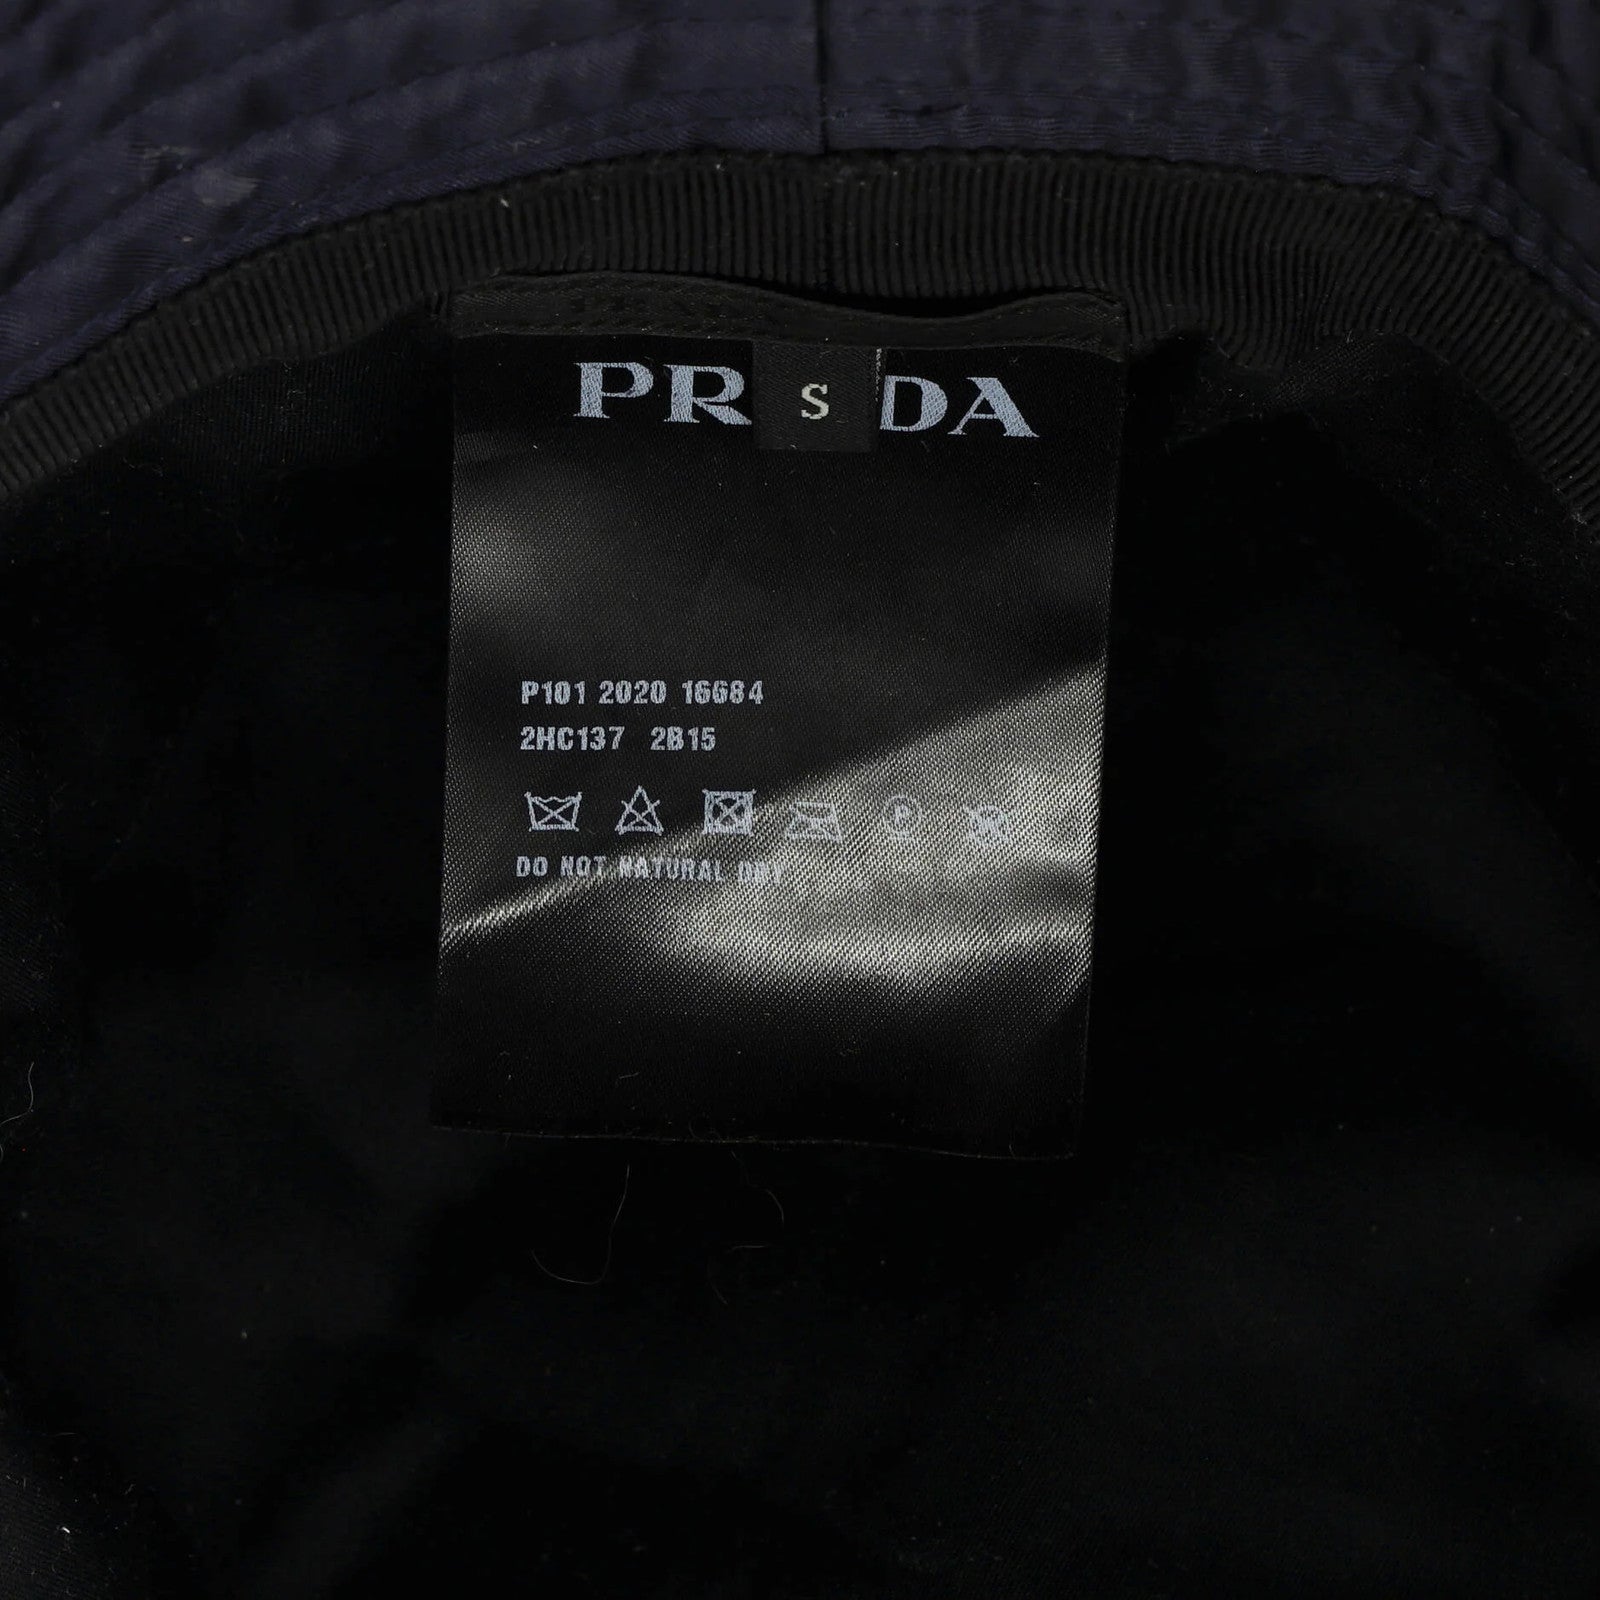 PR DA
S
P101 2020 16684
2HC137 2B15
P
DO NOT NATURAL DRY